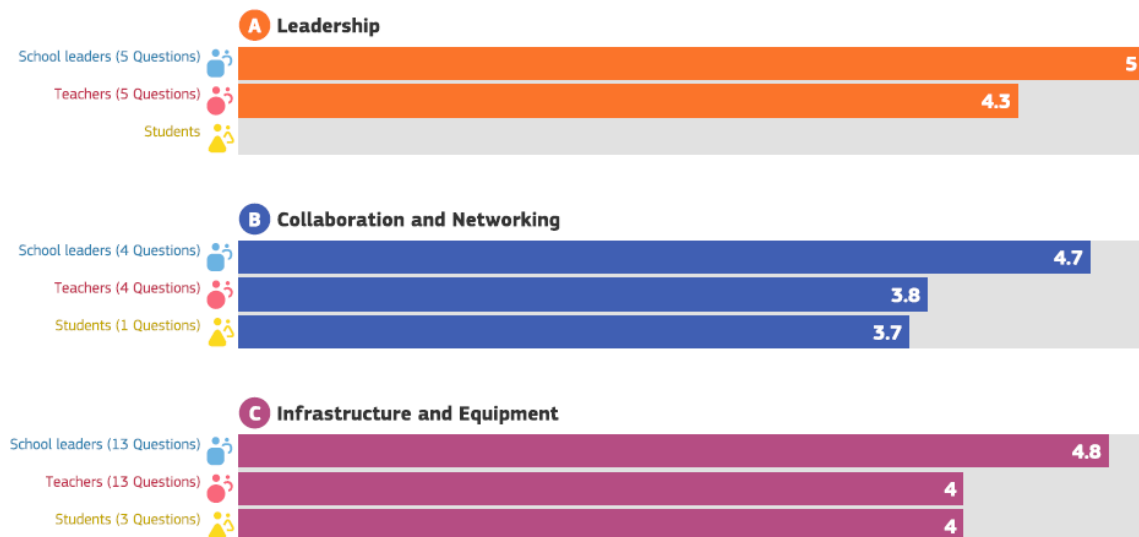 A Leadership
School leaders (5 Questions) 5
Teachers (5 Questions) 4.3
Students
B Collaboration and Networking
School leaders (4 Questions) 4.7
Teachers (4 Questions) 3.8
Students (1 Questions) 3.7
C Infrastructure and Equipment
School leaders (13 Questions) 4.8
Teachers (13 Questions) 4
Students (3 Questions) 4